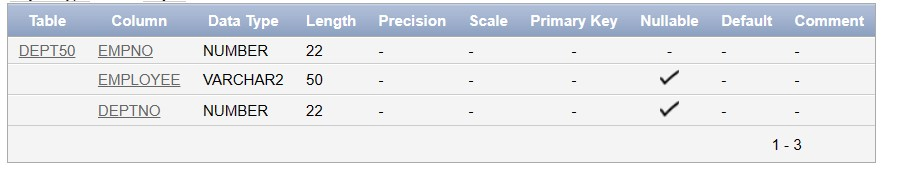 Table Column Data Type Length Precision Scale Primary Key Nullable Default Comment
DEPT50 EMPNO NUMBER 22 - - - - - -
EMPLOYEE VARCHAR2 50 - - - ✓ - -
DEPTNO NUMBER 22 - - - ✓ - -
1 - 3